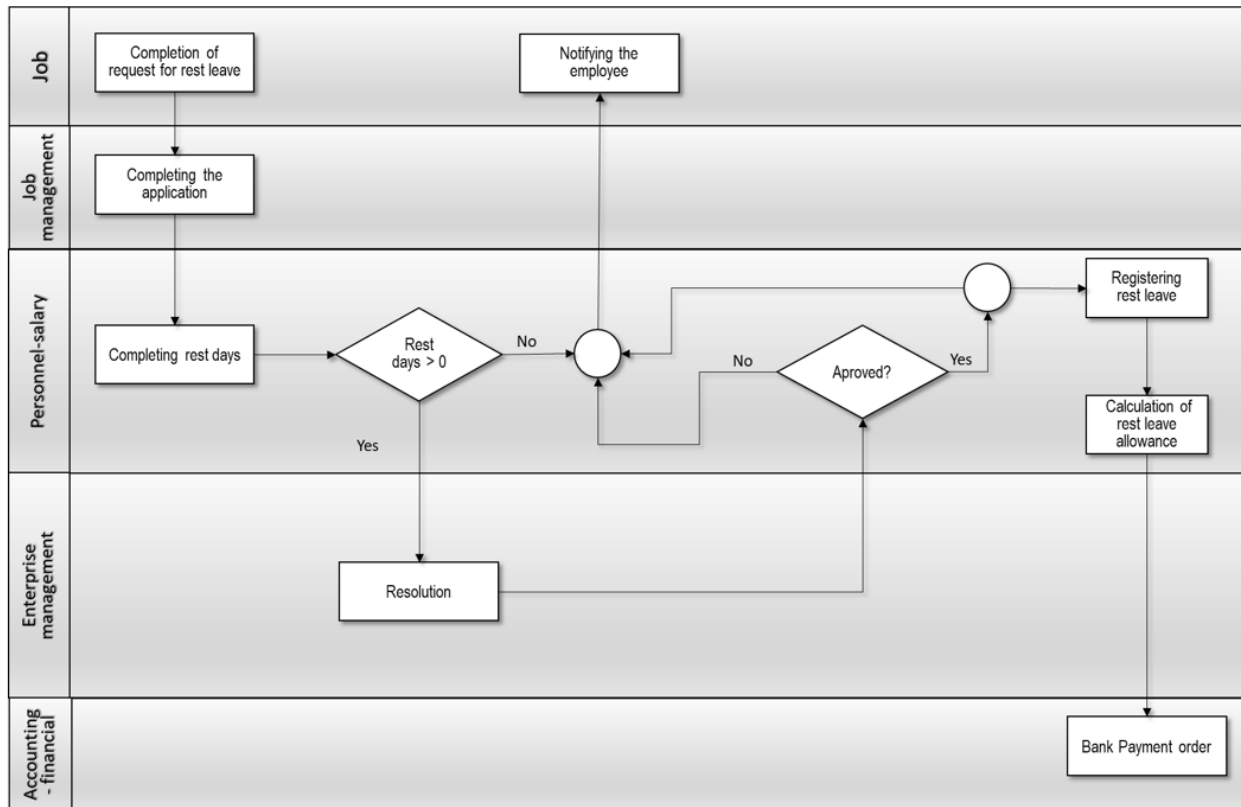 Job
Completion of
request for rest leave
Notifying the
employee
Job
management
Completing the
application
Personnel-salary
Completing rest days
Rest
days > 0
No
Yes
No
Aproved?
Yes
Registering
rest leave
Calculation of
rest leave
allowance
Enterprise
management
Resolution
Accounting
- financial
Bank Payment order